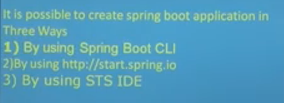 It is possible to create spring boot application in
Three Ways
1) By using Spring Boot CLI
2)By using http://start.spring.io
3) By using STS IDE